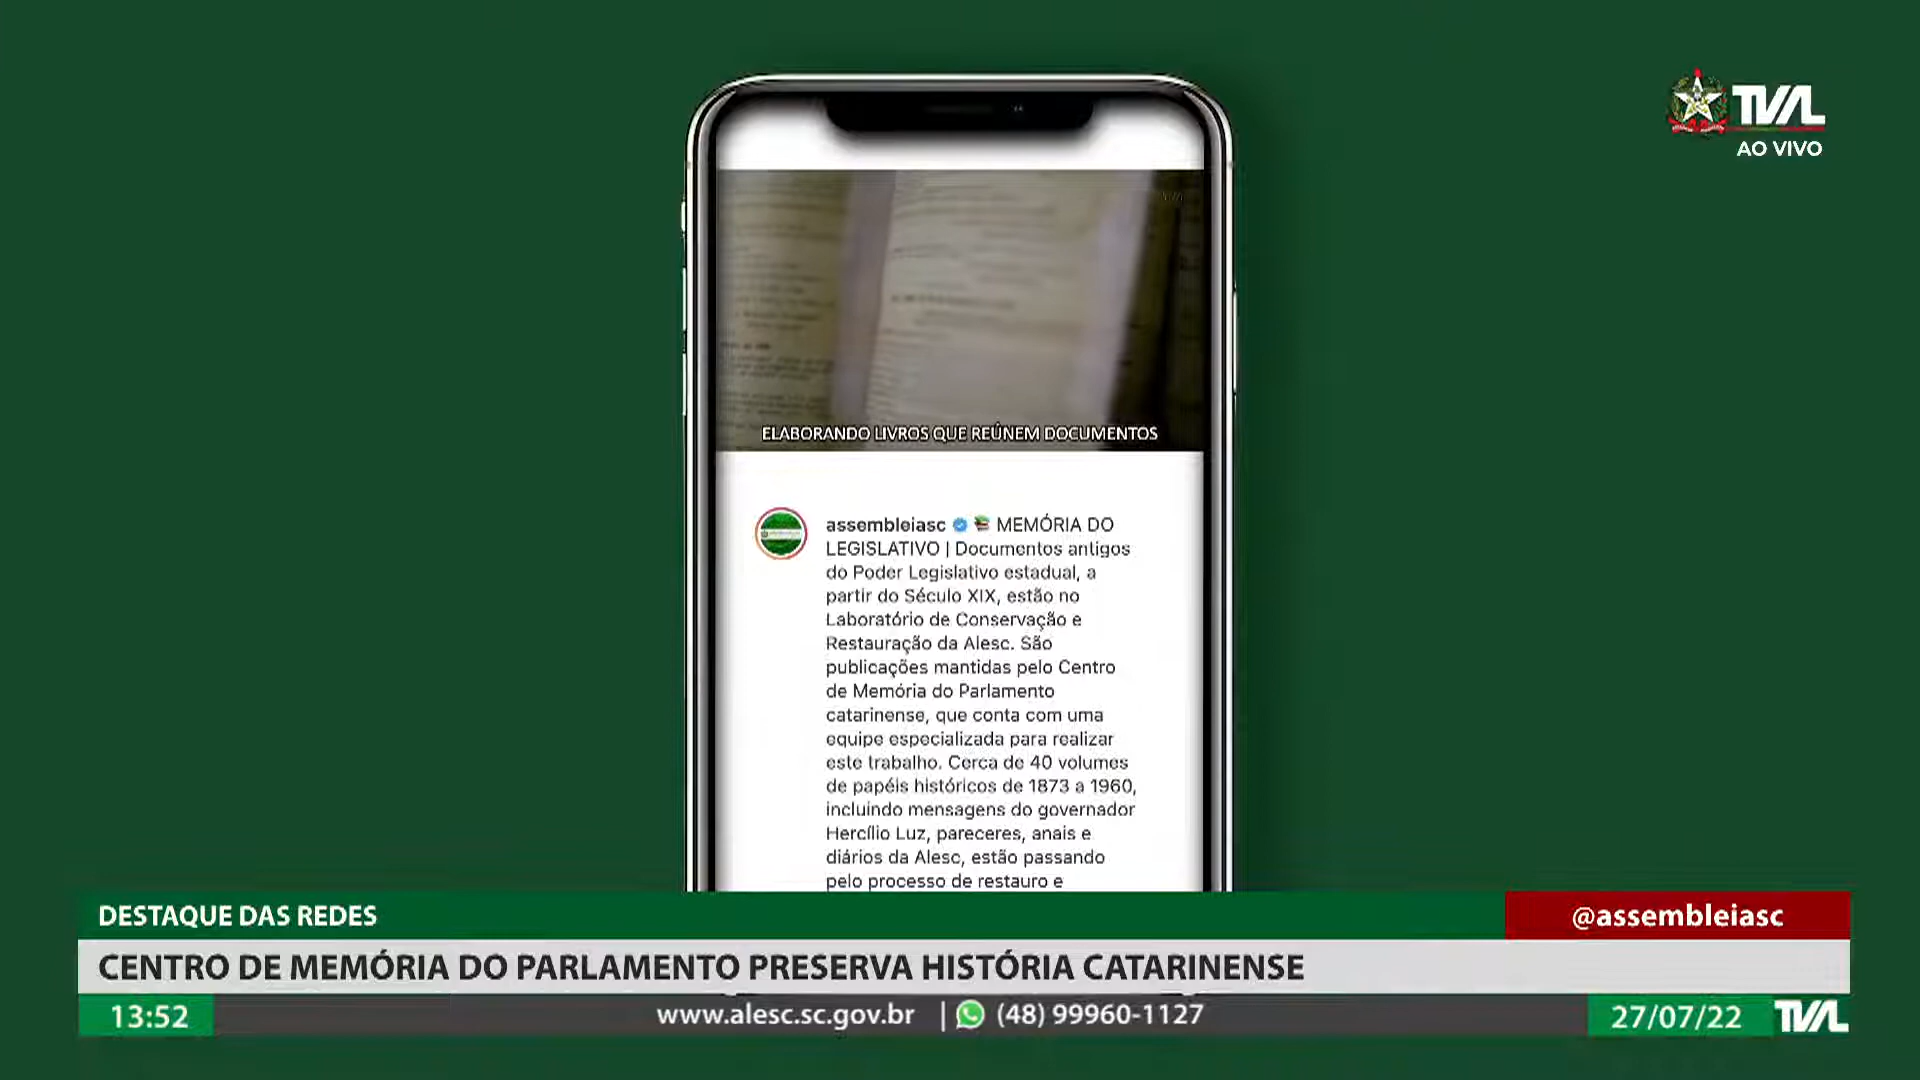 TVAL
AO VIVO
ELABORANDO LIVROS QUE REÚNEM DOCUMENTOS
assembleiasc MEMÓRIA DO
LEGISLATIVO | Documentos antigos
do Poder Legislativo estadual, a
partir do Século XIX, estão no
Laboratório de Conservação e
Restauração da Alesc. São
publicações mantidas pelo Centro
de Memória do Parlamento
catarinense, que conta com uma
equipe especializada para realizar
este trabalho. Cerca de 40 volumes
de papéis históricos de 1873 a 1960,
incluindo mensagens do governador
Hercílio Luz, pareceres, anais e
diários da Alesc, estão passando
pelo processo de restauro e
DESTAQUE DAS REDES
@assembleiasc
CENTRO DE MEMÓRIA DO PARLAMENTO PRESERVA HISTÓRIA CATARINENSE
13:52
www.alesc.sc.gov.br | (48) 99960-1127
27/07/22
TVAL